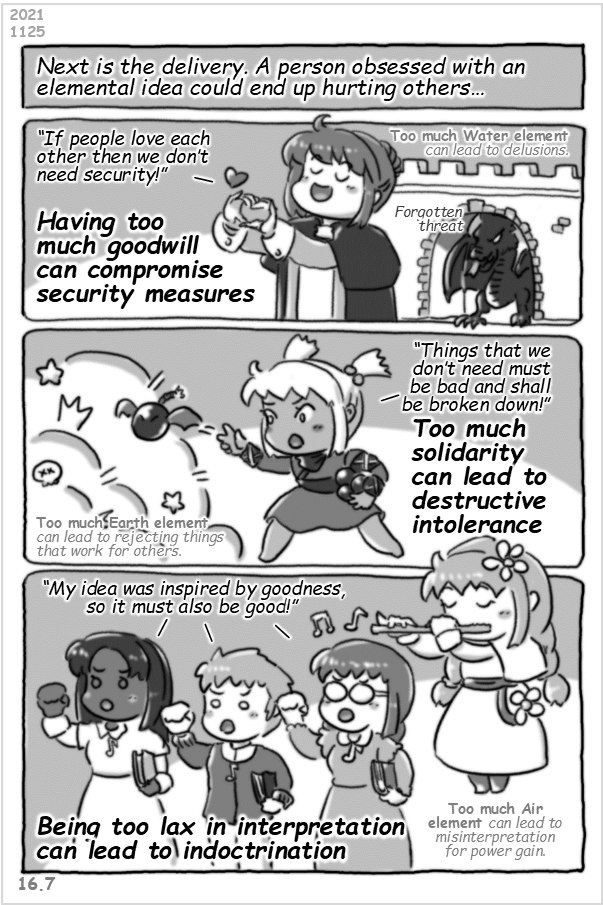 2021
1125
Next is the delivery. A person obsessed with an
elemental idea could end up hurting others...
"If people love each
other then we don't
need security!"
Too much Water element
can lead to delusions.
Having too
much goodwill
can compromise
security measures
Forgotten
threat
"Things that we
don't need must
be bad and shall
be broken down!"
Too much
solidarity
can lead to
destructive
intolerance
Too much Earth element
can lead to rejecting things
that work for others.
"My idea was inspired by goodness,
so it must also be good!"
Being too lax in interpretation
can lead to indoctrination
Too much Air
element can lead to
misinterpretation
for power gain.
16.7